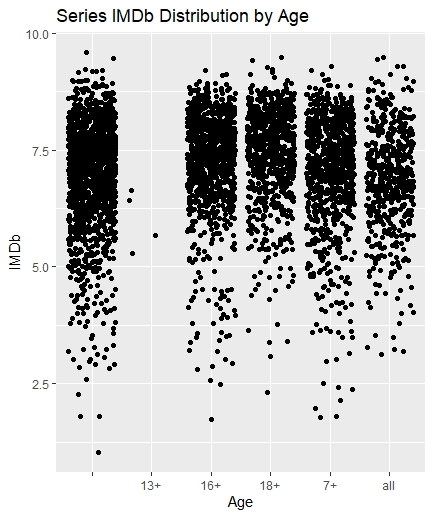 Series IMDb Distribution by Age
10.0
7.5
5.0
2.5
IMDb
13+ 16+ 18+ 7+ all
Age